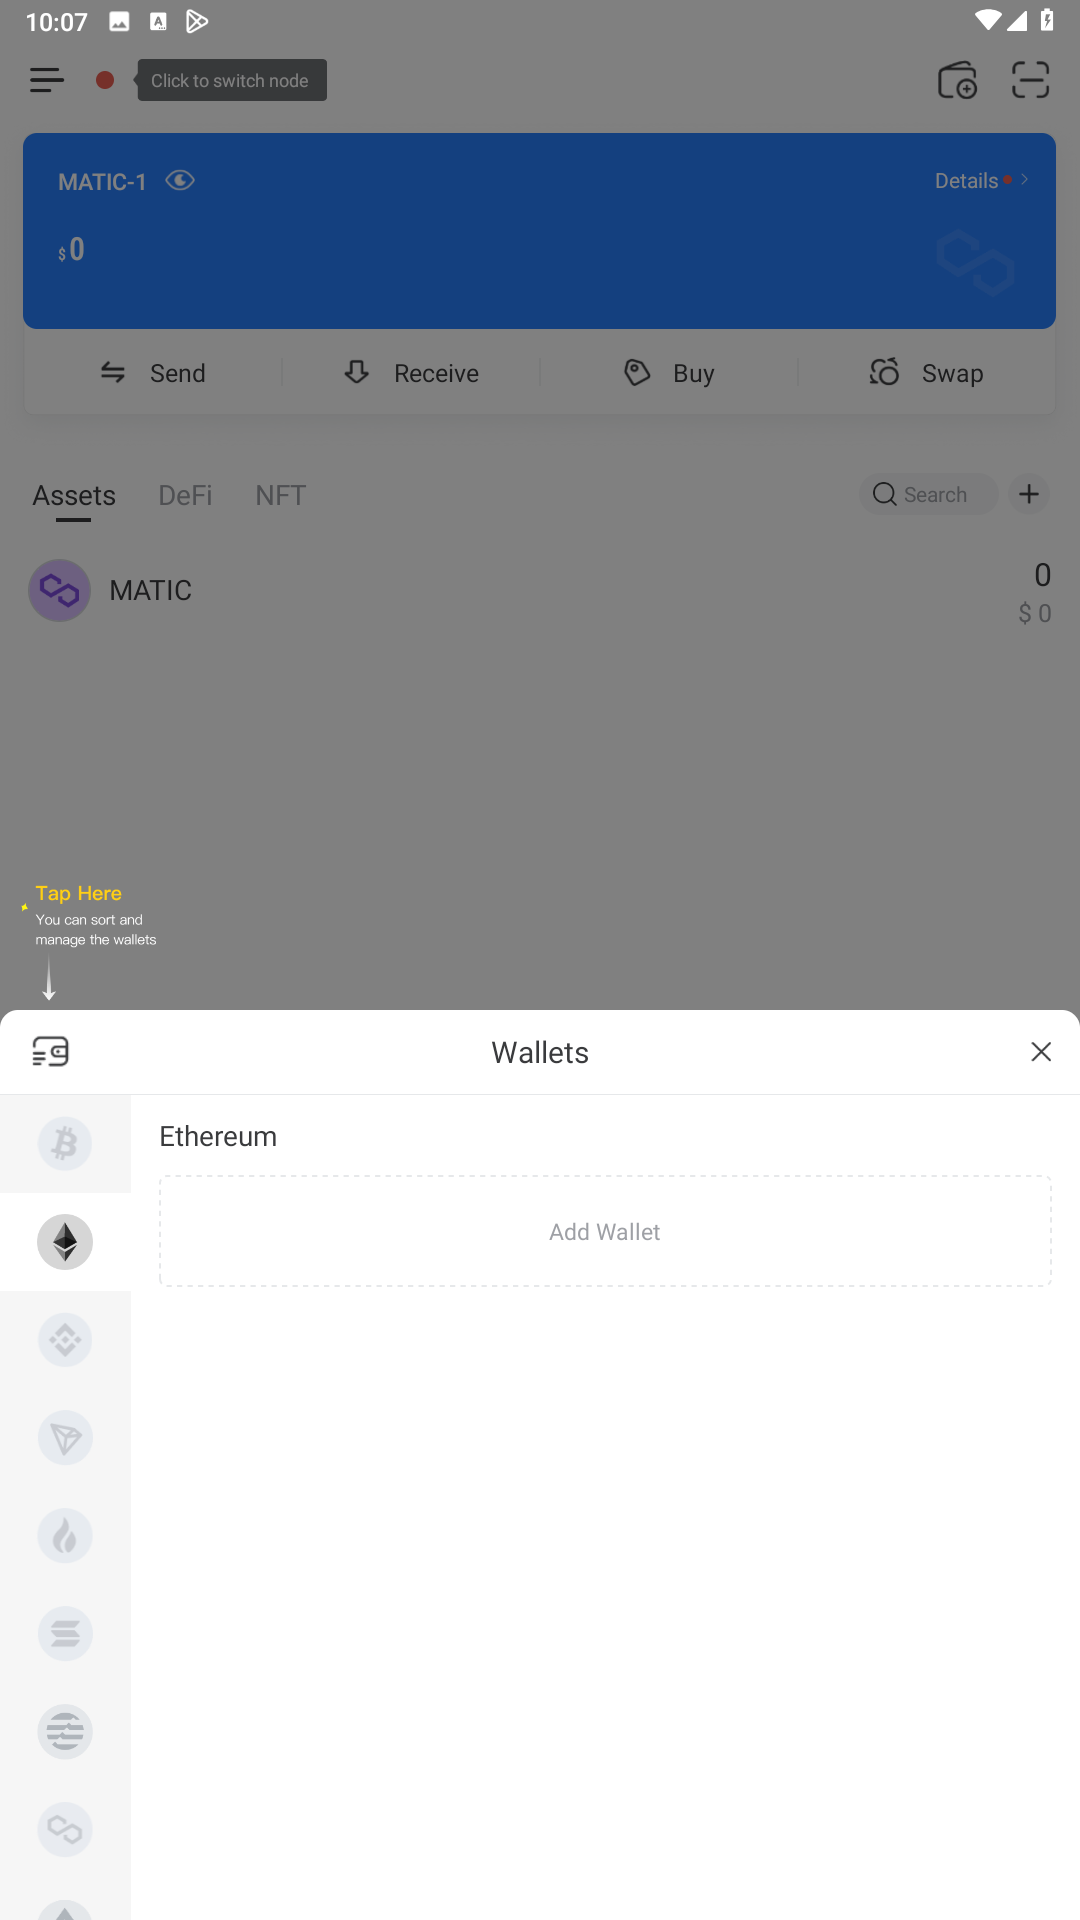 10:07
Click to switch node
MATIC-1
Details
$0
Send
Receive
Buy
Swap
Assets
DeFi
NFT
Search
MATIC
0
$ 0
Tap Here
You can sort and
manage the wallets
Wallets
Ethereum
Add Wallet